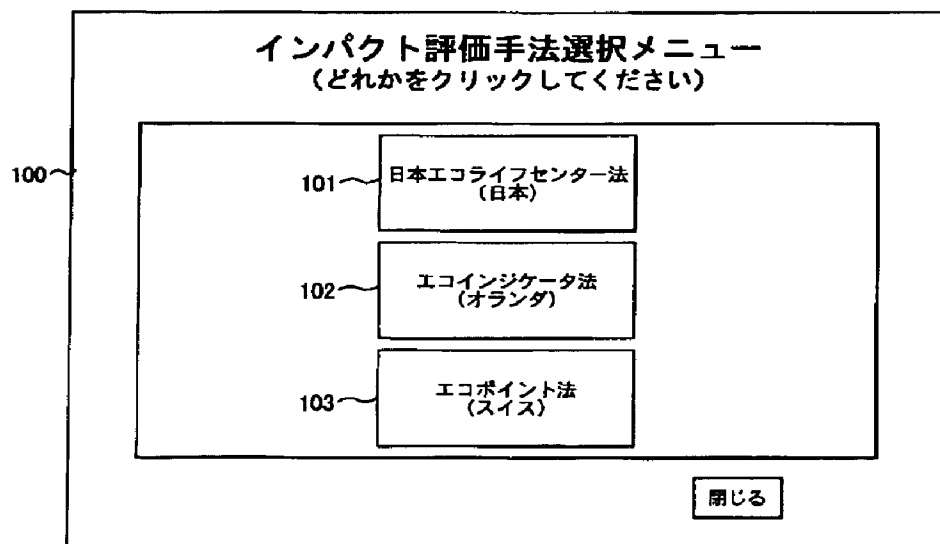 インパクト評価手法選択メニュー
(どれかをクリックしてください)
100
101
日本エコライフセンター法
(日本)
102
エコインジケータ法
(オランダ)
103
エコポイント法
(スイス)
閉じる